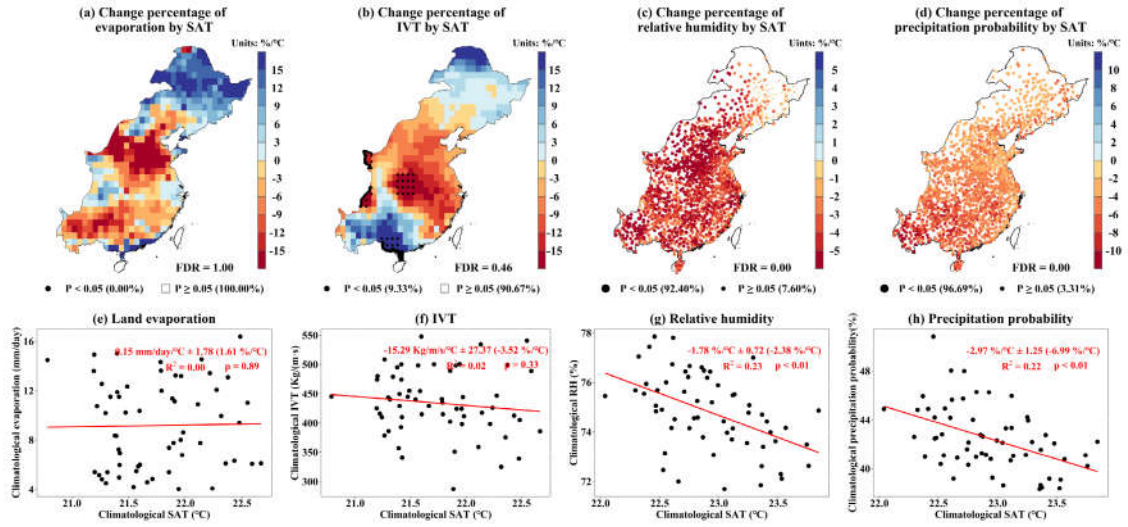 (a) Change percentage of
evaporation by SAT
Units: %/°C
15
12
9
6
3
0
-3
-6
-9
-12
-15
FDR = 1.00
P < 0.05 (0.00%) P ≥ 0.05 (100.00%)
(b) Change percentage of
IVT by SAT
Units: %/°C
15
12
9
6
3
0
-3
-6
-9
-12
-15
FDR = 0.46
P < 0.05 (9.33%) P ≥ 0.05 (90.67%)
(c) Change percentage of
relative humidity by SAT
Uints: %/°C
5
4
3
2
1
0
-1
-2
-3
-4
-5
FDR = 0.00
P < 0.05 (92.40%) P ≥ 0.05 (7.60%)
(d) Change percentage of
precipitation probability by SAT
Units: %/°C
10
8
6
4
2
0
-2
-4
-6
-8
-10
FDR = 0.00
P < 0.05 (96.69%) P ≥ 0.05 (3.31%)
(e) Land evaporation
0.15 mm/day/°C ± 1.78 (1.61 %/°C)
R² = 0.00 p = 0.89
Climatological evaporation (mm/day)
16
12
8
4
21.0 21.5 22.0 22.5
Climatological SAT (°C)
(f) IVT
-15.29 Kg/m/s/°C ± 27.37 (-3.52 %/°C)
R² = 0.02 p = 0.33
Climatological IVT (Kg/(m/s)
550
500
450
400
350
300
21.0 21.5 22.0 22.5
Climatological SAT (°C)
(g) Relative humidity
-1.78 %/°C ± 0.72 (-2.38 %/°C)
R² = 0.23 p < 0.01
Climatological RH (%)
78
76
74
72
22.0 22.5 23.0 23.5
Climatological SAT (°C)
(h) Precipitation probability
-2.97 %/°C ± 1.25 (-6.99 %/°C)
R² = 0.22 p < 0.01
Climatological precipitation probability(%)
48
44
40
22.0 22.5 23.0 23.5
Climatological SAT (°C)